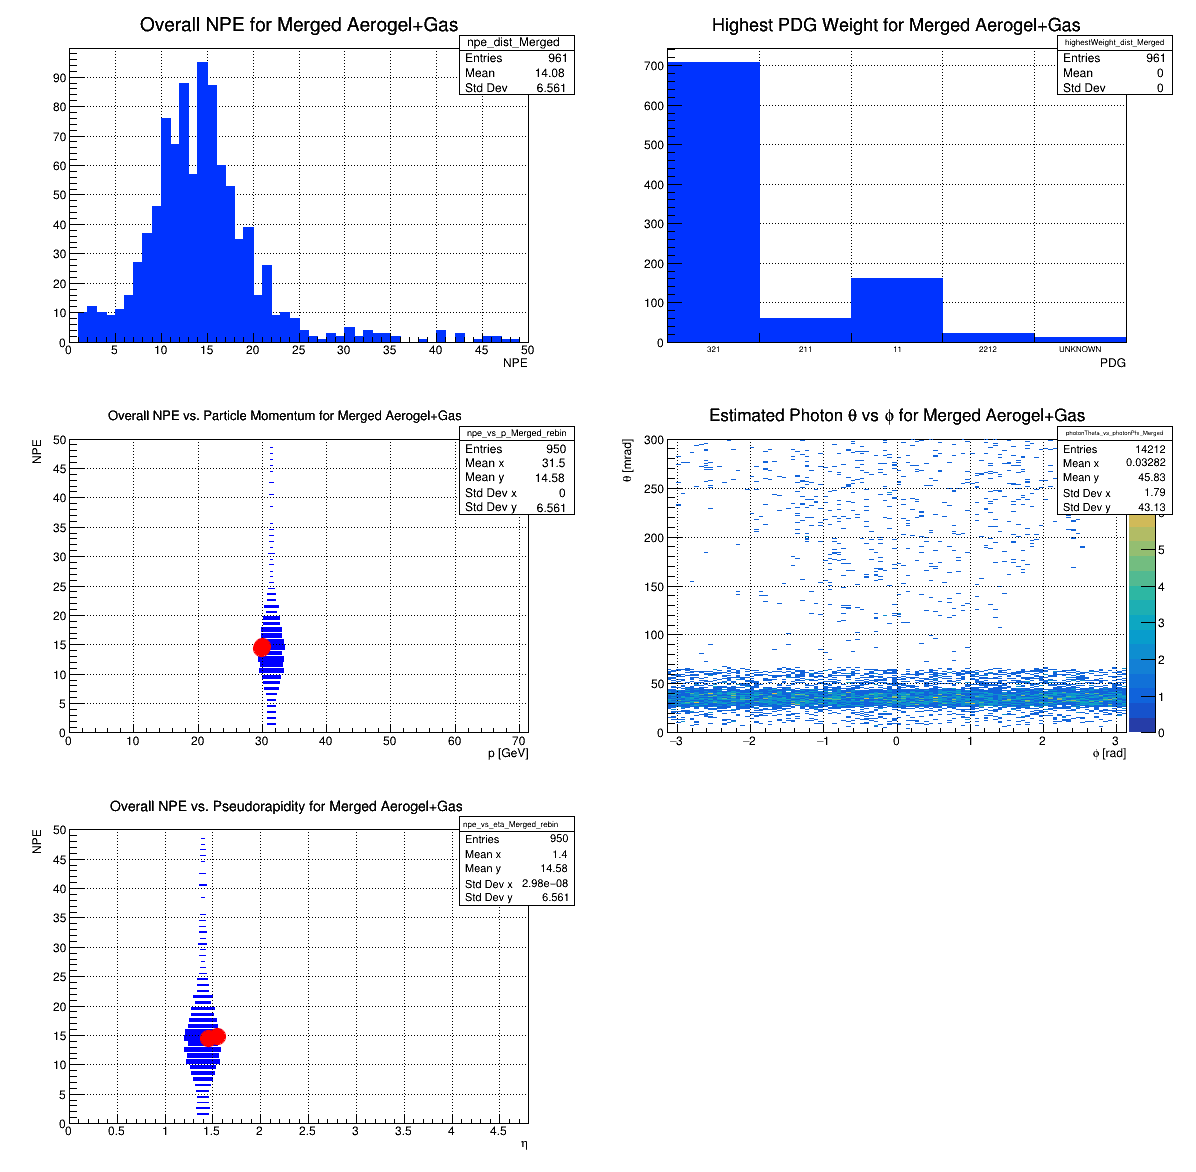 Overall NPE for Merged Aerogel+Gas
npe_dist_Merged
Entries 961
Mean 14.08
Std Dev 6.561
90
80
70
60
50
40
30
20
10
0
0 5 10 15 20 25 30 35 40 45 50
NPE
Highest PDG Weight for Merged Aerogel+Gas
highestWeight_dist_Merged
Entries 961
Mean 0
Std Dev 0
700
600
500
400
300
200
100
0
321 211 11 2212 UNKNOWN
PDG
Overall NPE vs. Particle Momentum for Merged Aerogel+Gas
npe_vs_p_Merged_rebin
Entries 950
Mean x 31.5
Mean y 14.58
Std Dev x 0
Std Dev y 6.561
NPE
50
45
40
35
30
25
20
15
10
5
0
0 10 20 30 40 50 60 70
p [GeV]
Estimated Photon θ vs ϕ for Merged Aerogel+Gas
photonTheta_vs_photonPhi_Merged
Entries 14212
Mean x 0.03282
Mean y 45.83
Std Dev x 1.79
Std Dev y 43.13
θ [mrad]
300
250
200
150
100
50
0
−3 −2 −1 0 1 2 3
ϕ [rad]
5
4
3
2
1
0
Overall NPE vs. Pseudorapidity for Merged Aerogel+Gas
npe_vs_eta_Merged_rebin
Entries 950
Mean x 1.4
Mean y 14.58
Std Dev x 2.98e−08
Std Dev y 6.561
NPE
50
45
40
35
30
25
20
15
10
5
0
0 0.5 1 1.5 2 2.5 3 3.5 4 4.5
η